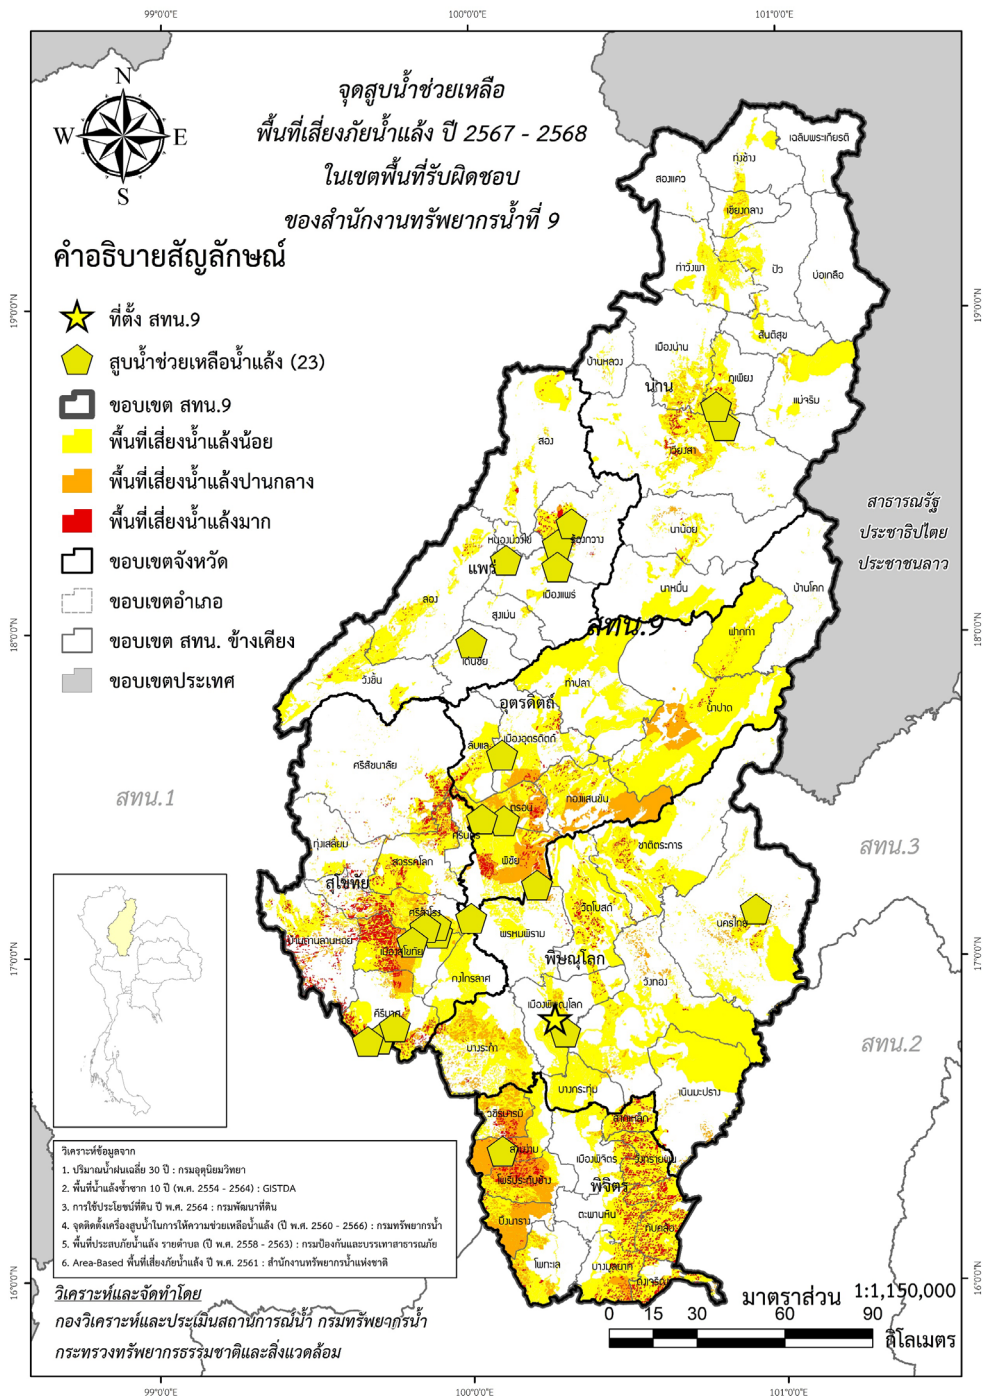 99°0'0"E 100°0'0"E 101°0'0"E
จุดสูบน้ำช่วยเหลือ
พื้นที่เสี่ยงภัยน้ำแล้ง ปี 2567 - 2568
ในเขตพื้นที่รับผิดชอบ
ของสำนักงานทรัพยากรน้ำที่ 9
N
W E
S
คำอธิบายสัญลักษณ์
ที่ตั้ง สทน.9
สูบน้ำช่วยเหลือน้ำแล้ง (23)
ขอบเขต สทน.9
พื้นที่เสี่ยงน้ำแล้งน้อย
พื้นที่เสี่ยงน้ำแล้งปานกลาง
พื้นที่เสี่ยงน้ำแล้งมาก
ขอบเขตจังหวัด
ขอบเขตอำเภอ
ขอบเขต สทน. ข้างเคียง
ขอบเขตประเทศ
19°0'0"N
18°0'0"N
17°0'0"N
16°0'0"N
19°0'0"N
18°0'0"N
17°0'0"N
16°0'0"N
เฉลิมพระเกียรติ
ทุ่งช้าง
สองแคว
เชียงกลาง
ท่าวังผา
ปัว
บ่อเกลือ
สันติสุข
เมืองน่าน
บ้านหลวง
ภูเพียง
น่าน
แม่จริม
เวียงสา
สอง
สาธารณรัฐ
ประชาธิปไตย
ประชาชนลาว
นาน้อย
หนองม่วงไข่
ร้องกวาง
แพร่
เมืองแพร่
นาหมื่น
บ้านโคก
ลอง
สูงเม่น
สทน.9
ฟากท่า
เด่นชัย
วังชิ้น
ท่าปลา
อุตรดิตถ์
น้ำปาด
ลับแล
เมืองอุตรดิตถ์
ศรีสัชนาลัย
สทน.1
ทองแสนขัน
ตรอน
ศรีนคร
ทุ่งเสลี่ยม
ชาติตระการ
สทน.3
พิชัย
สวรรคโลก
สุโขทัย
วัดโบสถ์
ศรีสำโรง
นครไทย
พรหมพิราม
บ้านด่านลานหอย
เมืองสุโขทัย
พิษณุโลก
กงไกรลาศ
วังทอง
เมืองพิษณุโลก
คีรีมาศ
สทน.2
บางระกำ
บางกระทุ่ม
เนินมะปราง
วชิรบารมี
สากเหล็ก
สามง่าม
เมืองพิจิตร
วังทรายพูน
โพธิ์ประทับช้าง
พิจิตร
ตะพานหิน
บึงนาราง
ทับคล้อ
โพทะเล
บางมูลนาก
ดงเจริญ
วิเคราะห์ข้อมูลจาก
1. ปริมาณน้ำฝนเฉลี่ย 30 ปี : กรมอุตุนิยมวิทยา
2. พื้นที่น้ำแล้งซ้ำซาก 10 ปี (พ.ศ. 2554 - 2564) : GISTDA
3. การใช้ประโยชน์ที่ดิน ปี พ.ศ. 2564 : กรมพัฒนาที่ดิน
4. จุดติดตั้งเครื่องสูบน้ำในการให้ความช่วยเหลือน้ำแล้ง (ปี พ.ศ. 2560 - 2566) : กรมทรัพยากรน้ำ
5. พื้นที่ประสบภัยน้ำแล้ง รายตำบล (ปี พ.ศ. 2558 - 2563) : กรมป้องกันและบรรเทาสาธารณภัย
6. Area-Based พื้นที่เสี่ยงภัยน้ำแล้ง ปี พ.ศ. 2561 : สำนักงานทรัพยากรน้ำแห่งชาติ
วิเคราะห์และจัดทำโดย
กองวิเคราะห์และประเมินสถานการณ์น้ำ กรมทรัพยากรน้ำ
กระทรวงทรัพยากรธรรมชาติและสิ่งแวดล้อม
มาตราส่วน 1:1,150,000
0 15 30 60 90
กิโลเมตร
99°0'0"E 100°0'0"E 101°0'0"E